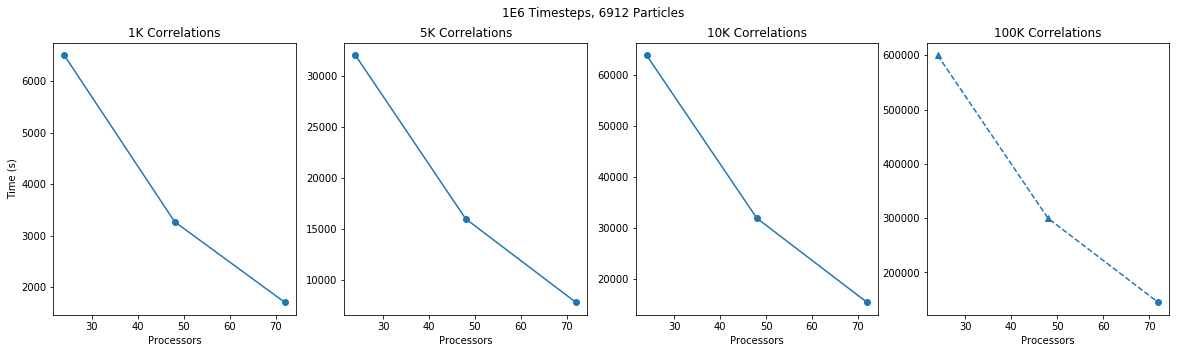 1E6 Timesteps, 6912 Particles
1K Correlations
6000
5000
4000
3000
2000
Time (s)
30 40 50 60 70
Processors
5K Correlations
30000
25000
20000
15000
10000
30 40 50 60 70
Processors
10K Correlations
60000
50000
40000
30000
20000
30 40 50 60 70
Processors
100K Correlations
600000
500000
400000
300000
200000
30 40 50 60 70
Processors